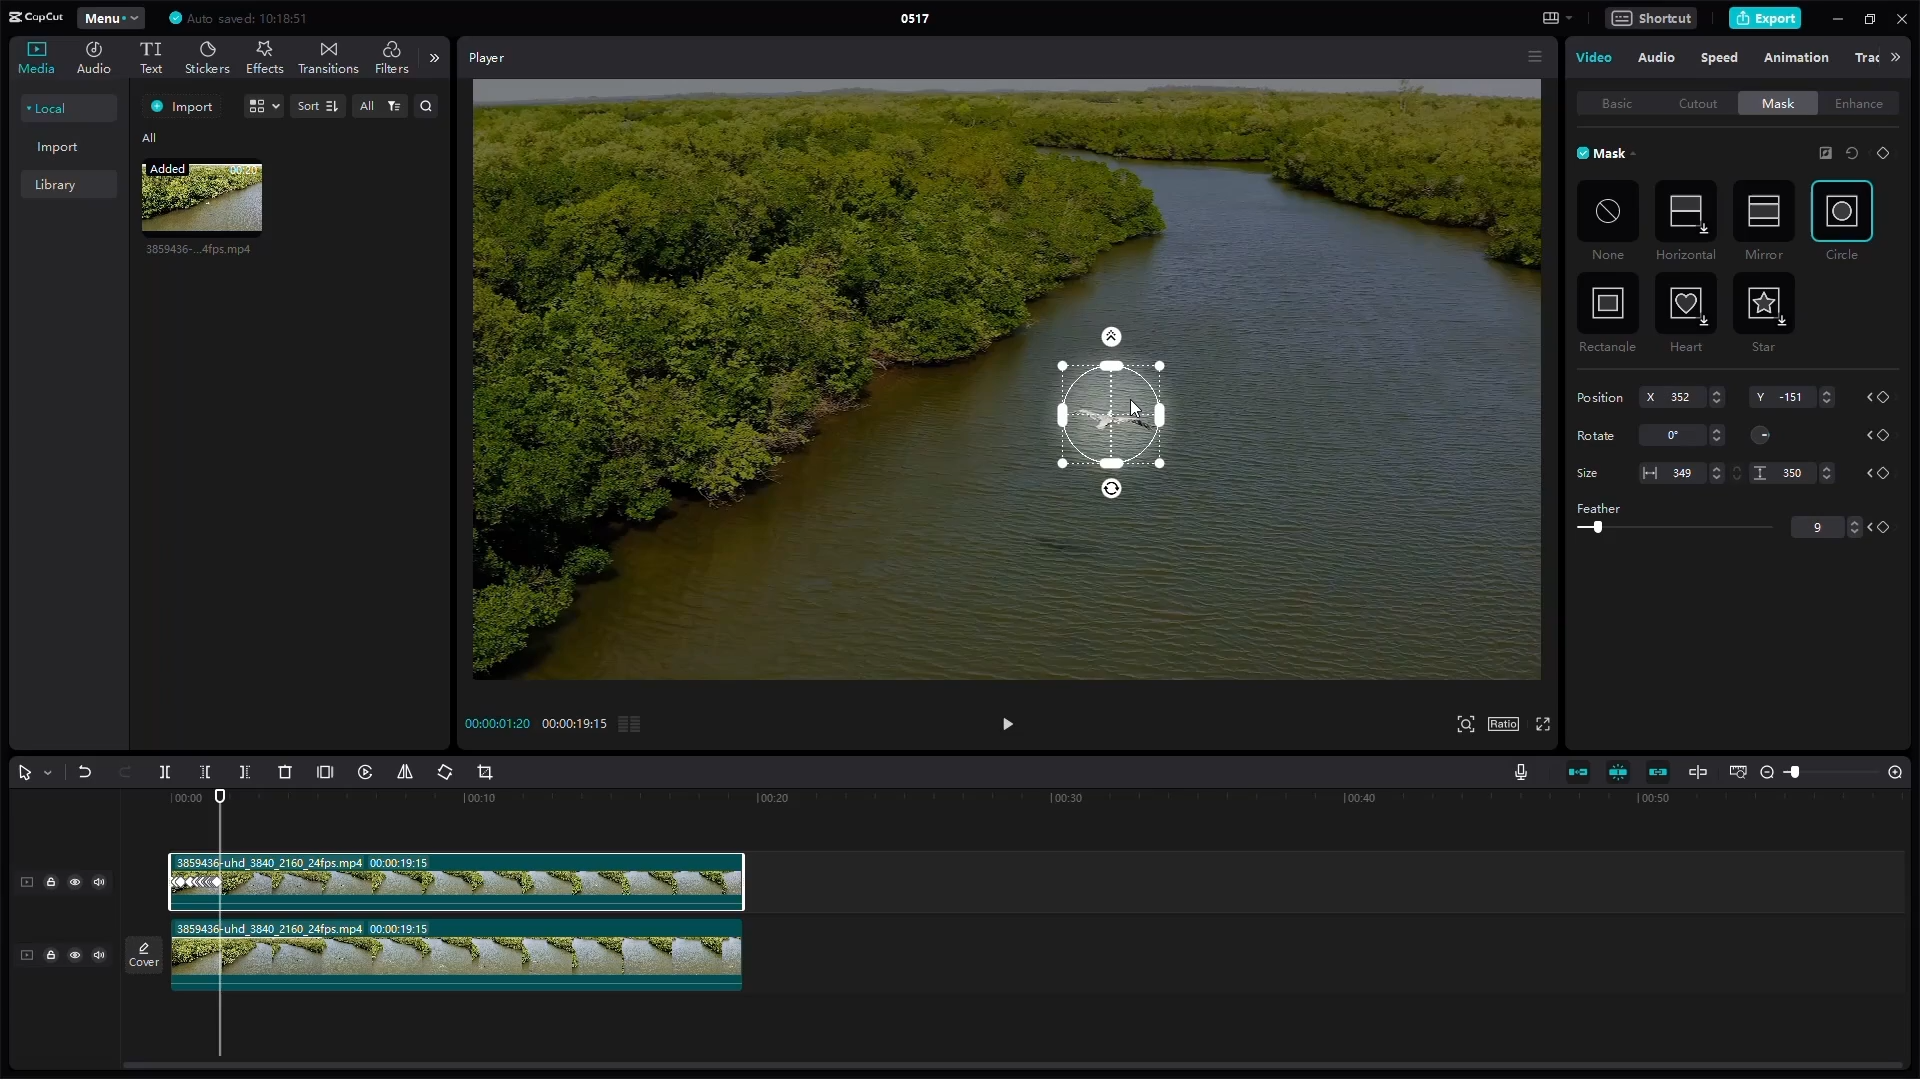 CapCut
Menu
Auto saved: 10:18:51
0517
Shortcut
Export
Media
Audio
Text
Stickers
Effects
Transitions
Filters
Local
Import
Library
Import
Sort
All
All
Added
00:20
3859436-...4fps.mp4
Player
00:00:01:20
00:00:19:15
Ratio
Video
Audio
Speed
Animation
Trac
Basic
Cutout
Mask
Enhance
Mask
None
Horizontal
Mirror
Circle
Rectangle
Heart
Star
Position X 352 Y -151
Rotate 0°
Size 349 350
Feather
9
00:00
00:10
00:20
00:30
00:40
00:50
3859436-uhd_3840_2160_24fps.mp4 00:00:19:15
3859436-uhd_3840_2160_24fps.mp4 00:00:19:15
Cover